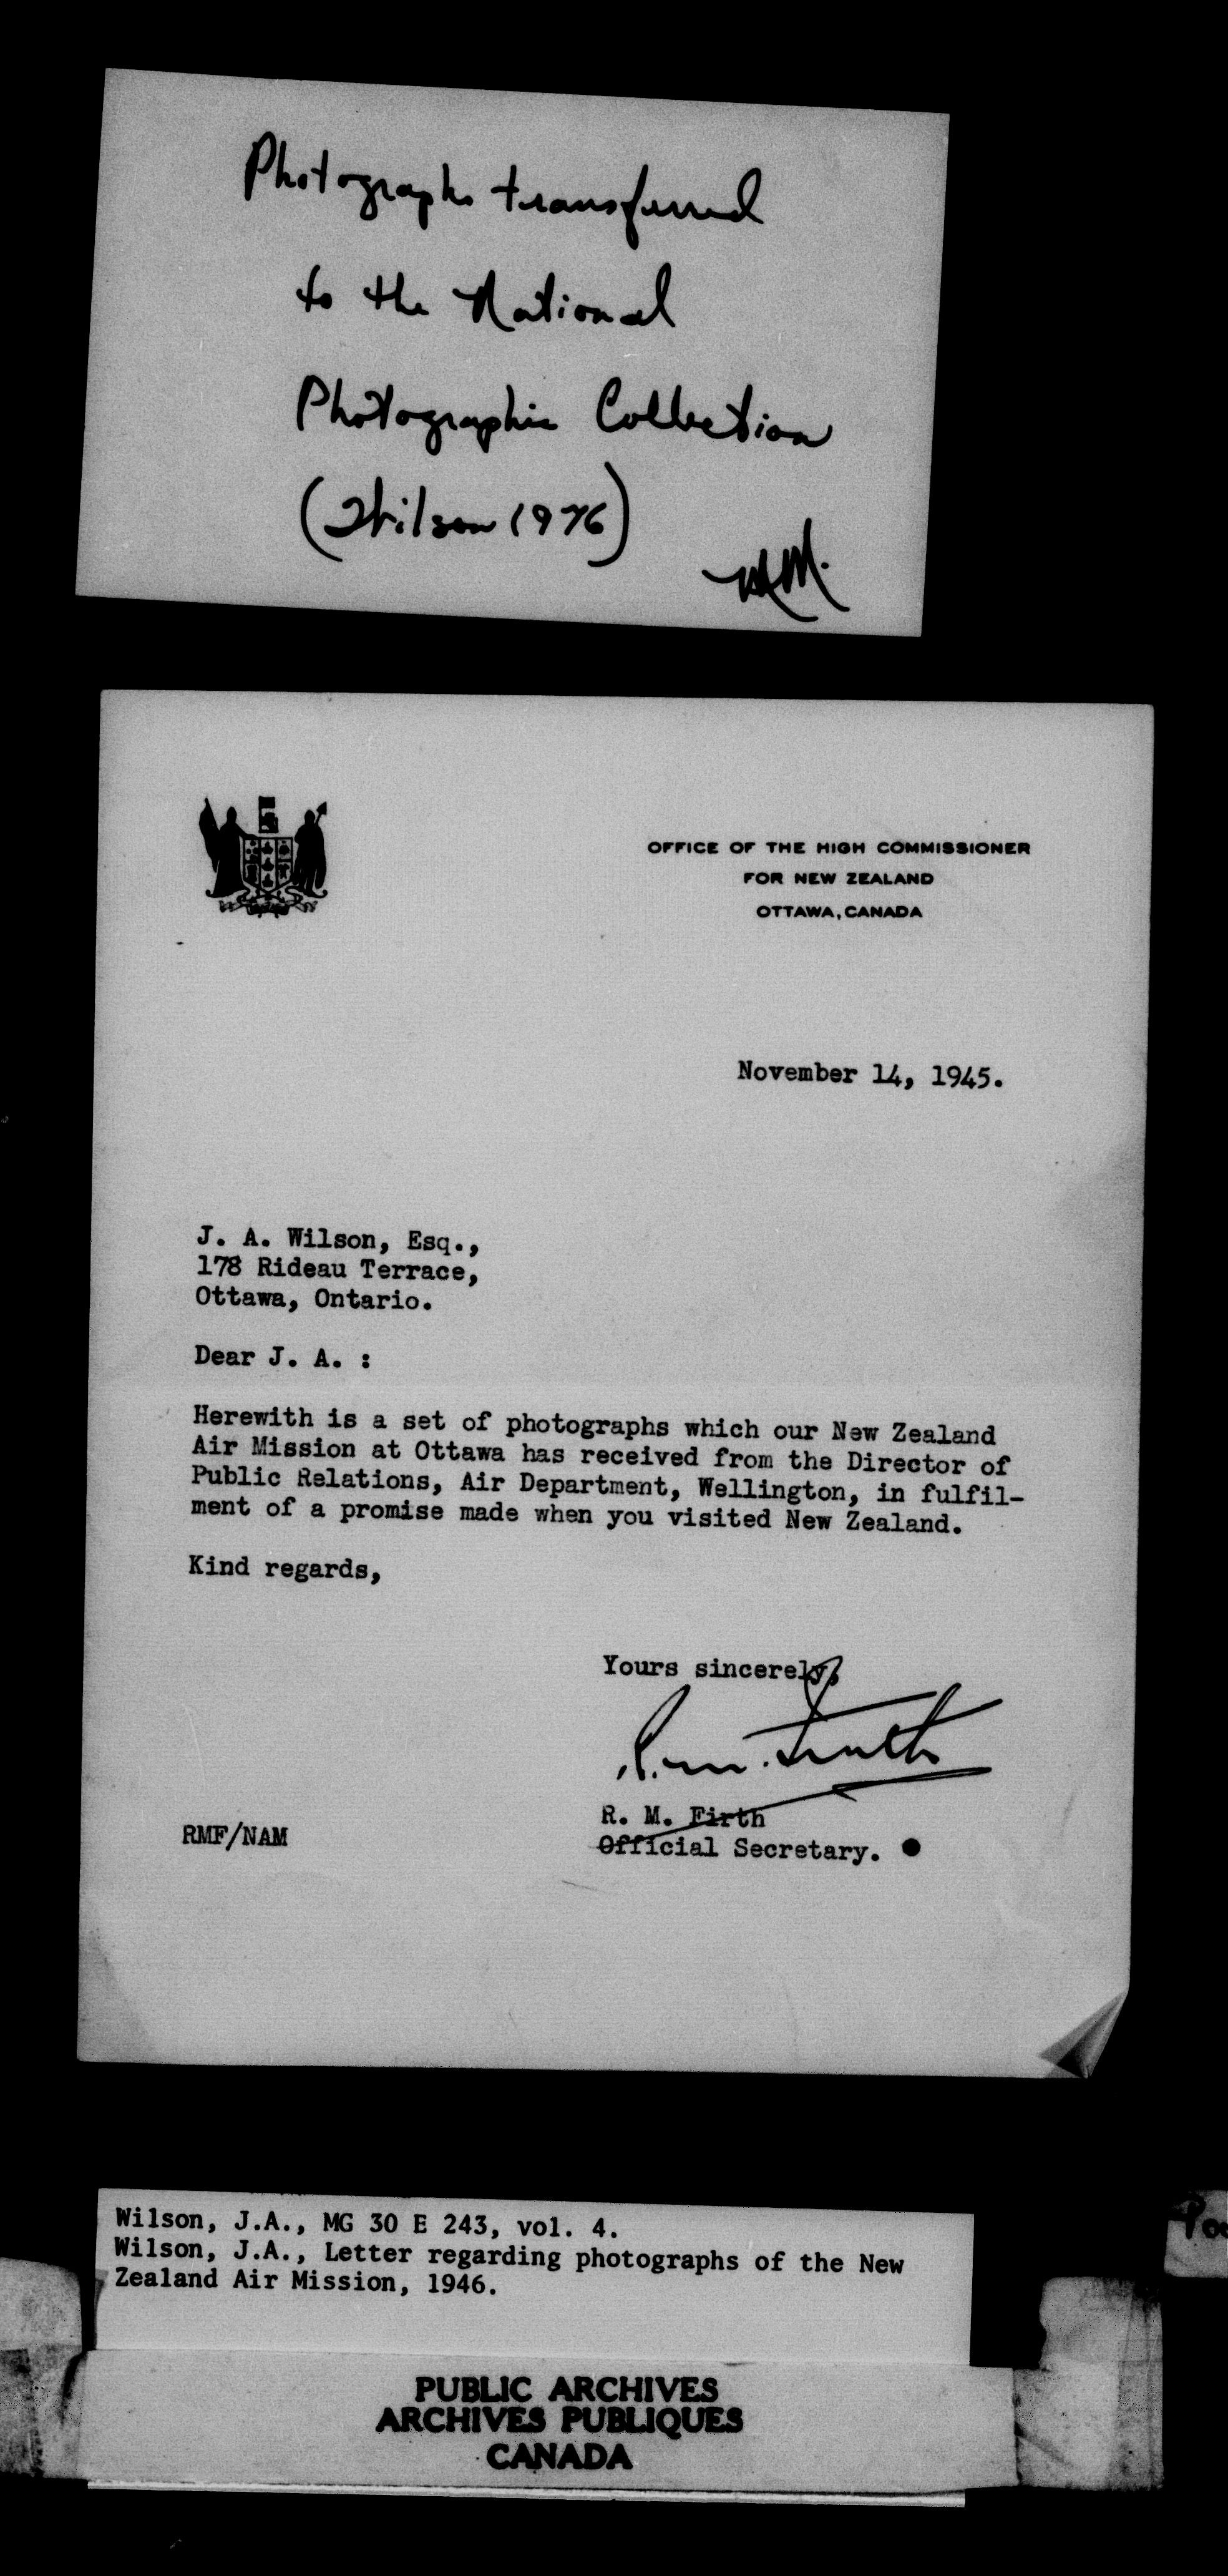 Photographs transferred
to the National
Photographic Collection
(Wilson 1976)
OFFICE OF THE HIGH COMMISSIONER
FOR NEW ZEALAND
OTTAWA, CANADA
November 14, 1945.
J. A. Wilson, Esq.,
178 Rideau Terrace,
Ottawa, Ontario.
Dear J. A. :
Herewith is a set of photographs which our New Zealand
Air Mission at Ottawa has received from the Director of
Public Relations, Air Department, Wellington, in fulfil-
ment of a promise made when you visited New Zealand.
Kind regards,
Yours sincerely,
R. M. Firth
R. M. Firth
Official Secretary.
RMF/NAM
Wilson, J.A., MG 30 E 243, vol. 4.
Wilson, J.A., Letter regarding photographs of the New
Zealand Air Mission, 1946.
PUBLIC ARCHIVES
ARCHIVES PUBLIQUES
CANADA